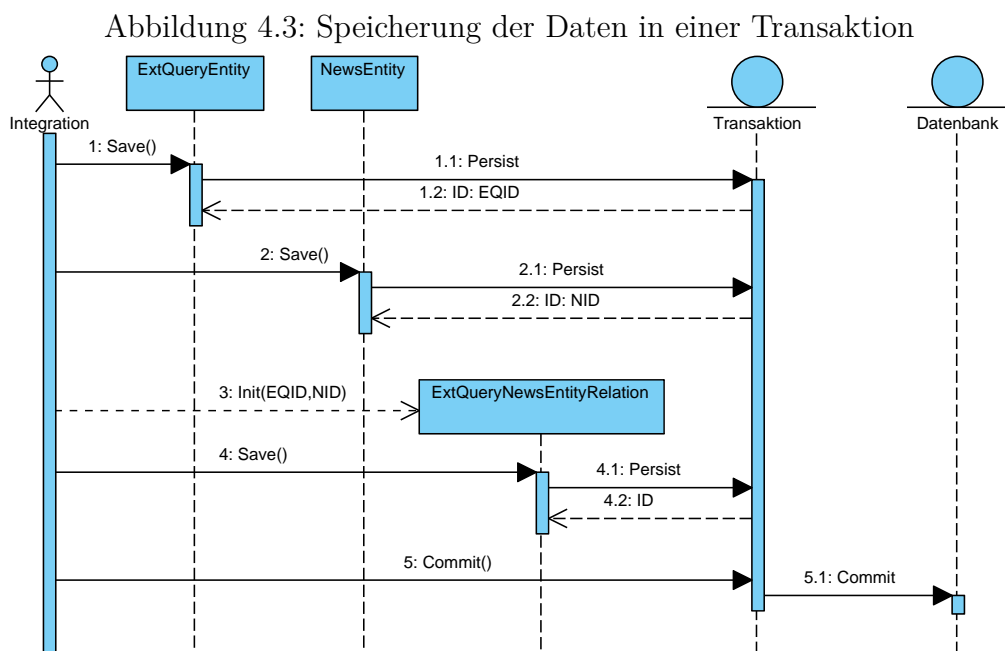 Abbildung 4.3: Speicherung der Daten in einer Transaktion
ExtQueryEntity
NewsEntity
Integration
Transaktion
Datenbank
1: Save()
1.1: Persist
1.2: ID: EQID
2: Save()
2.1: Persist
2.2: ID: NID
3: Init(EQID,NID)
ExtQueryNewsEntityRelation
4: Save()
4.1: Persist
4.2: ID
5: Commit()
5.1: Commit